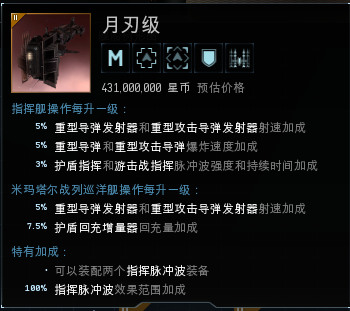 II
月刃级
M
431,000,000 星币 预估价格
指挥舰操作每升一级：
5% 重型导弹发射器和重型攻击导弹发射器射速加成
5% 重型导弹和重型攻击导弹爆炸速度加成
3% 护盾指挥和游击战指挥脉冲波强度和持续时间加成
米玛塔尔战列巡洋舰操作每升一级：
5% 重型导弹发射器和重型攻击导弹发射器射速加成
7.5% 护盾回充增量器回充量加成
特有加成：
· 可以装配两个指挥脉冲波装备
100% 指挥脉冲波效果范围加成